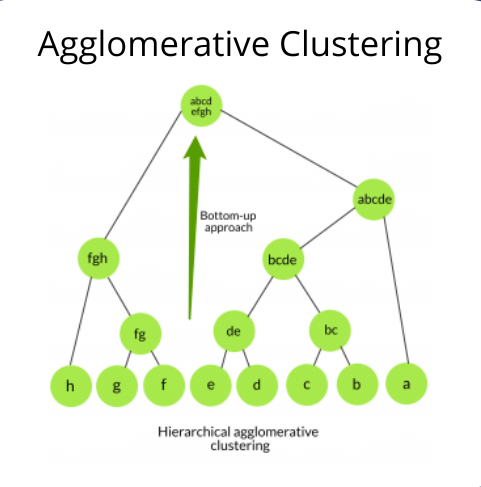 Agglomerative Clustering
abcd
efgh
abcde
Bottom-up
approach
fgh
bcde
fg
de
bc
h
g
f
e
d
c
b
a
Hierarchical agglomerative
clustering